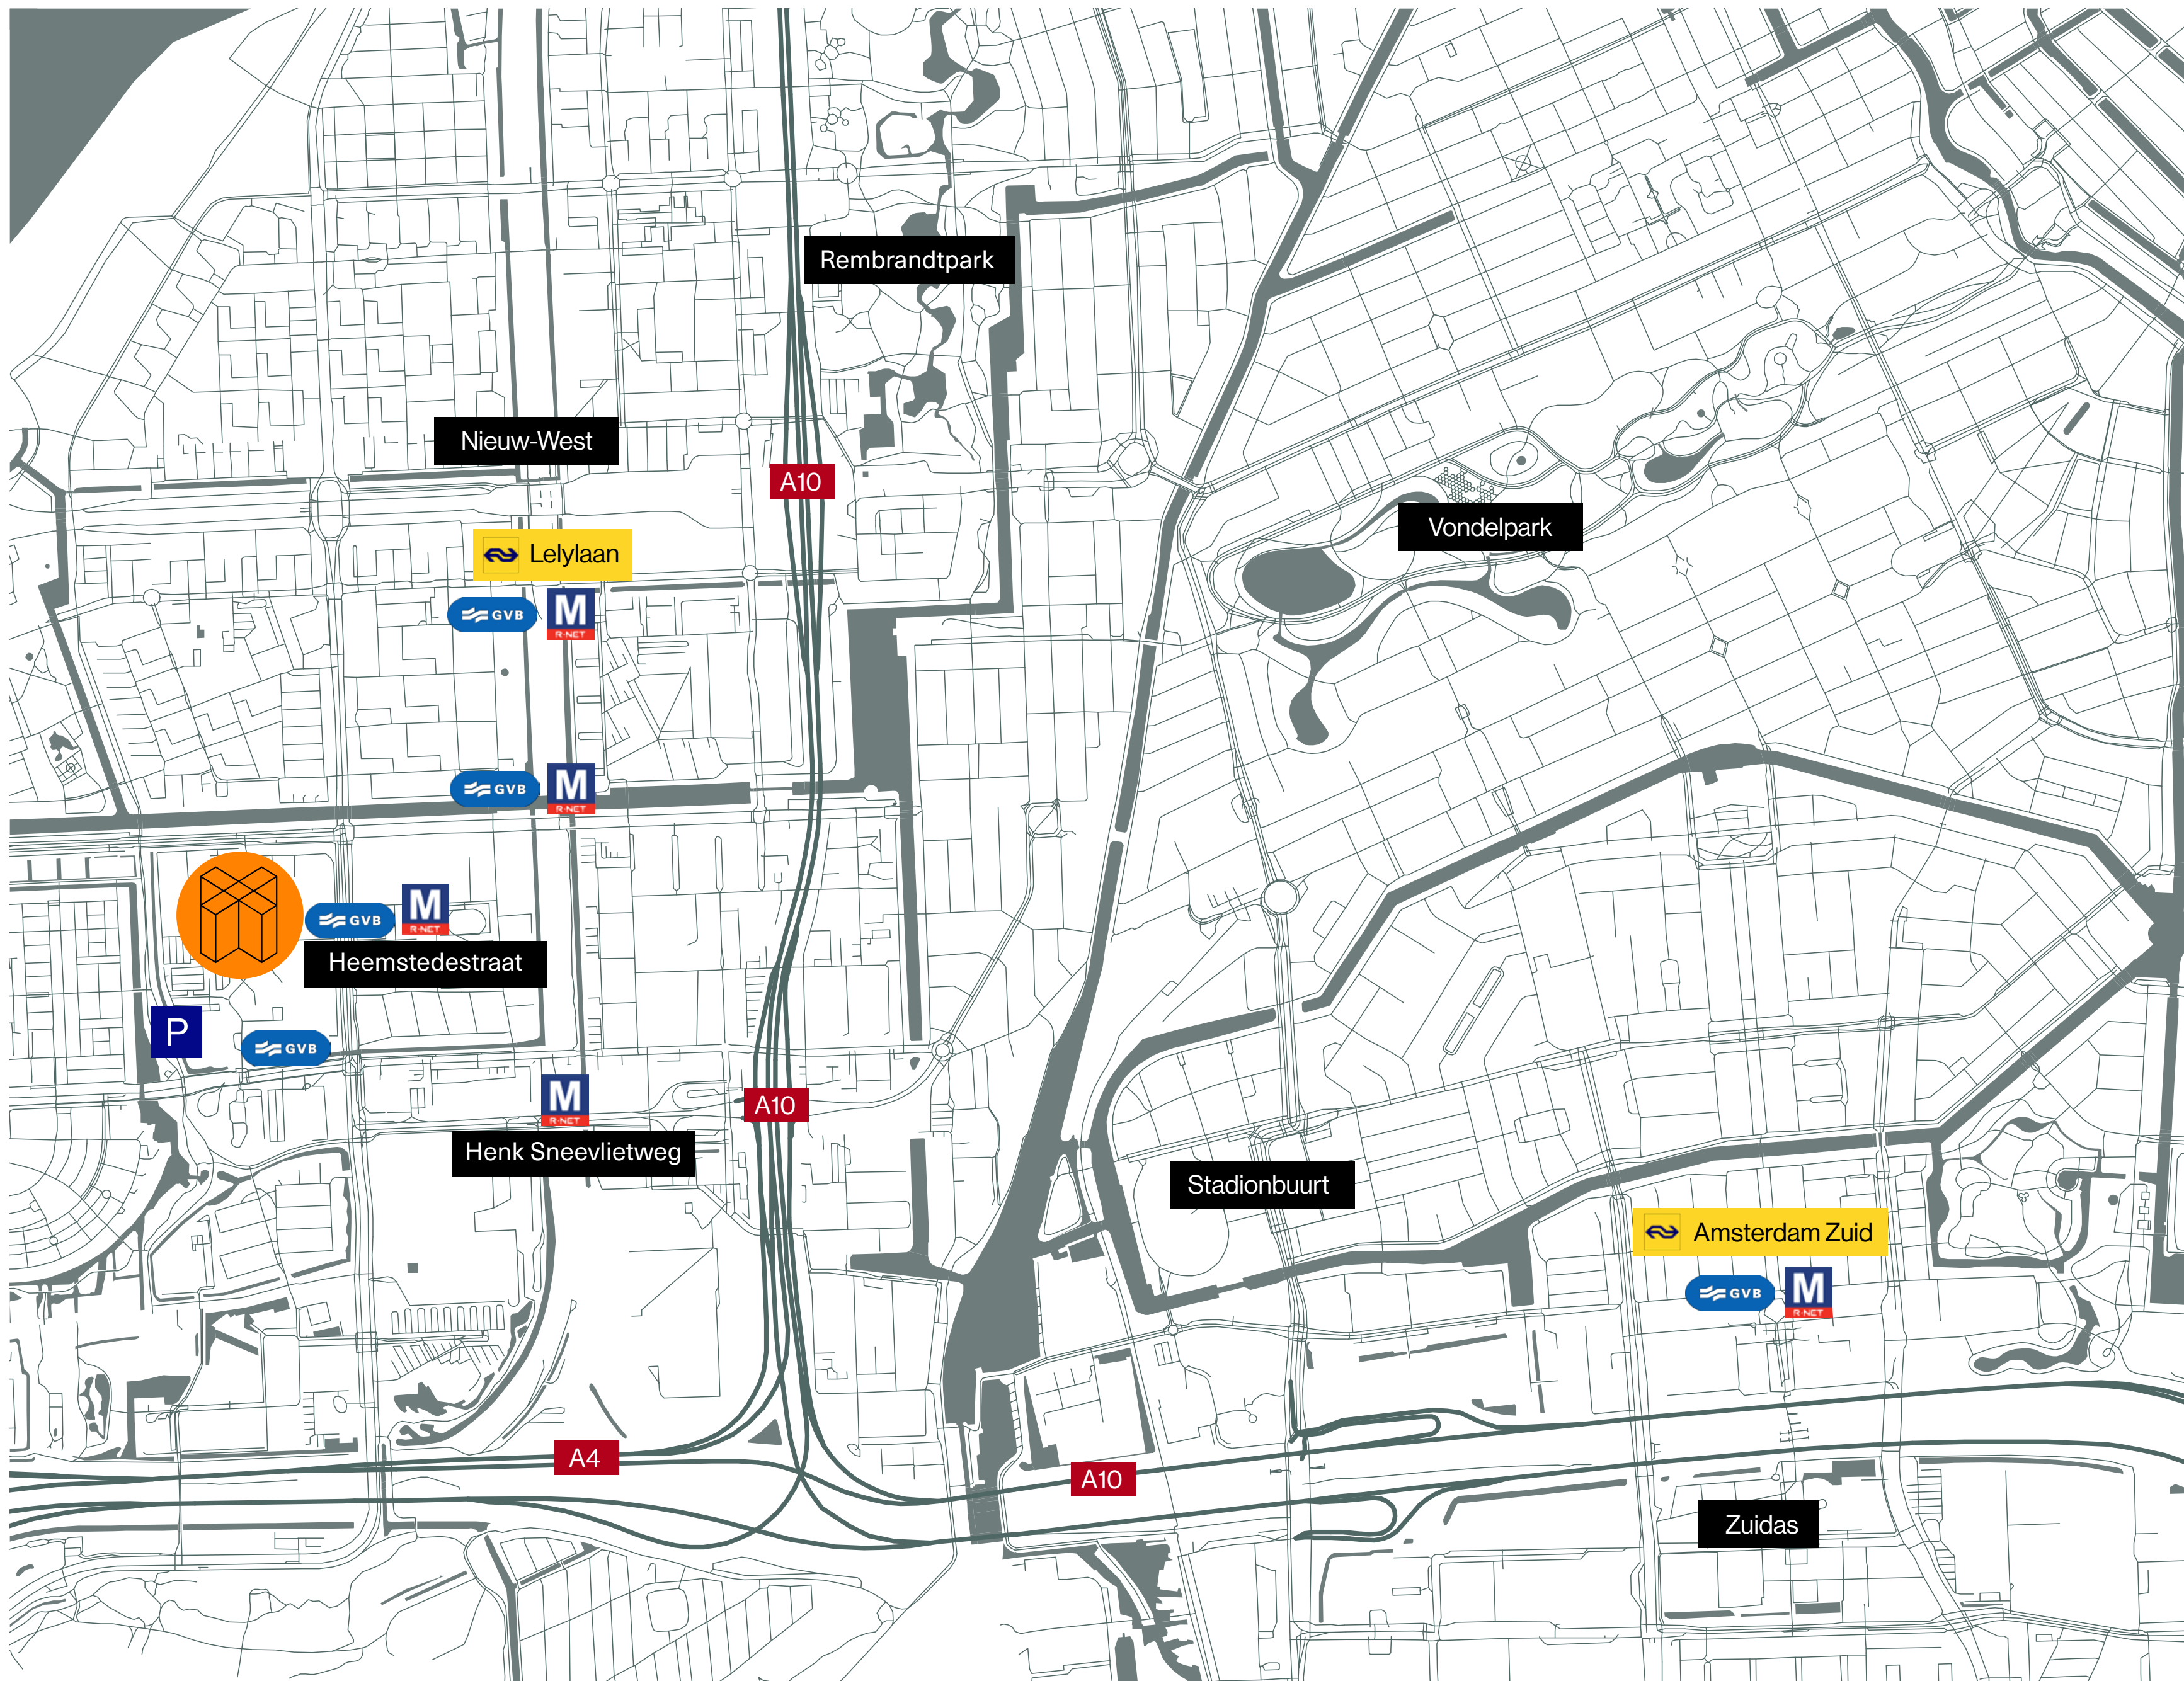 Rembrandtpark
Nieuw-West
A10
Vondelpark
Lelylaan
GVB
M
R-NET
GVB
M
R-NET
GVB
M
R-NET
Heemstedestraat
P
GVB
M
R-NET
A10
Henk Sneevlietweg
Stadionbuurt
Amsterdam Zuid
GVB
M
R-NET
A4
A10
Zuidas